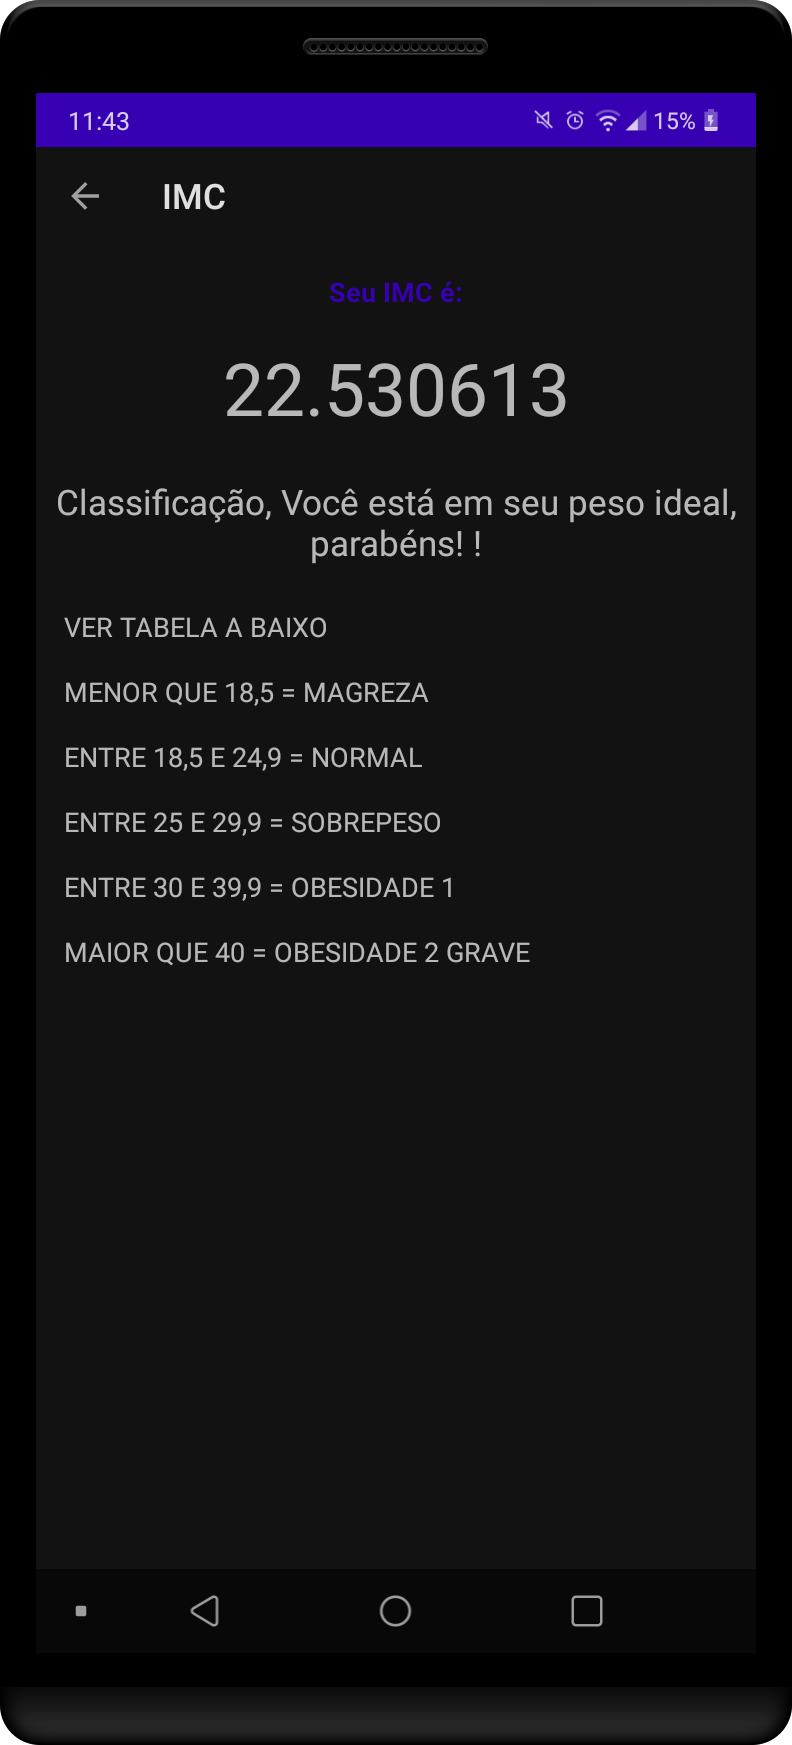 11:43 15%
IMC
Seu IMC é:
22.530613
Classificação, Você está em seu peso ideal,
parabéns! !
VER TABELA A BAIXO
MENOR QUE 18,5 = MAGREZA
ENTRE 18,5 E 24,9 = NORMAL
ENTRE 25 E 29,9 = SOBREPESO
ENTRE 30 E 39,9 = OBESIDADE 1
MAIOR QUE 40 = OBESIDADE 2 GRAVE